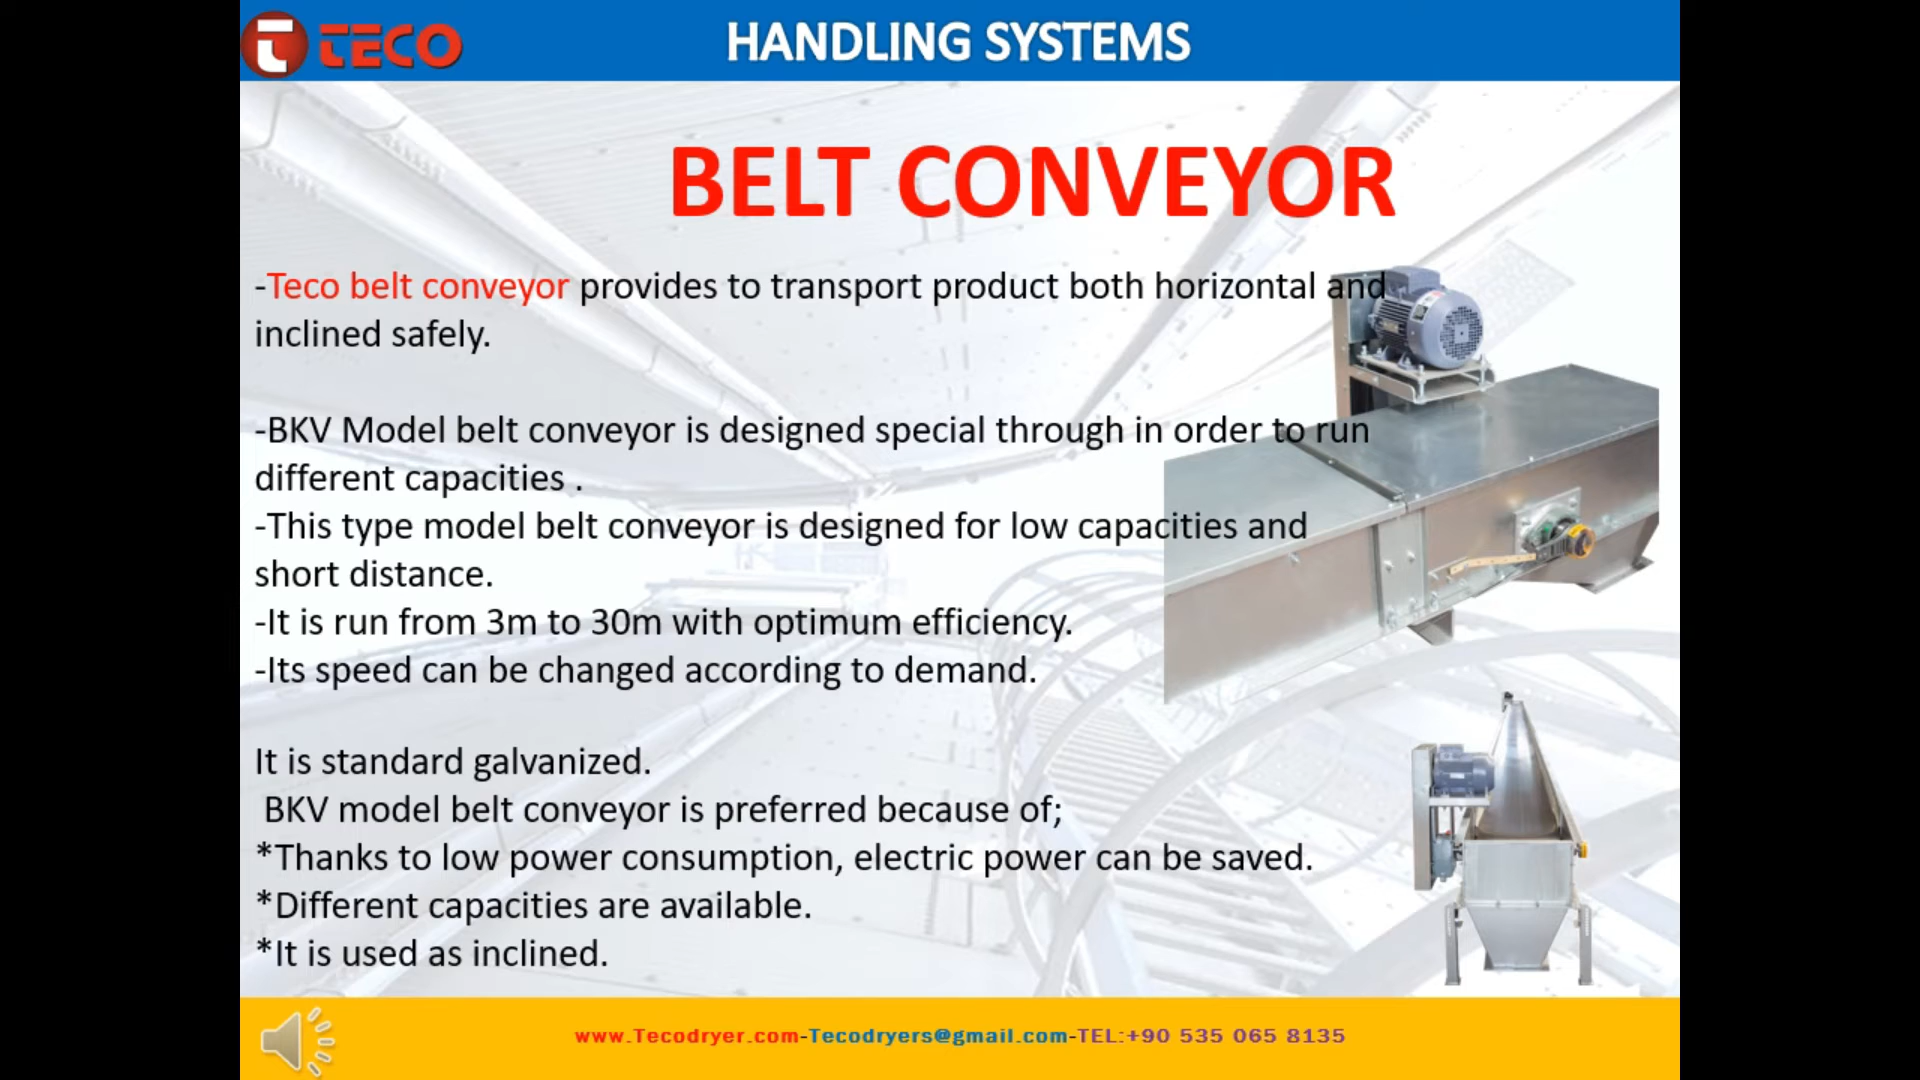 TECO
HANDLING SYSTEMS
BELT CONVEYOR
-Teco belt conveyor provides to transport product both horizontal and
inclined safely.
-BKV Model belt conveyor is designed special through in order to run
different capacities .
-This type model belt conveyor is designed for low capacities and
short distance.
-It is run from 3m to 30m with optimum efficiency.
-Its speed can be changed according to demand.
It is standard galvanized.
BKV model belt conveyor is preferred because of;
*Thanks to low power consumption, electric power can be saved.
*Different capacities are available.
*It is used as inclined.
www.Tecodryer.com-Tecodryers@gmail.com-TEL:+90 535 065 8135